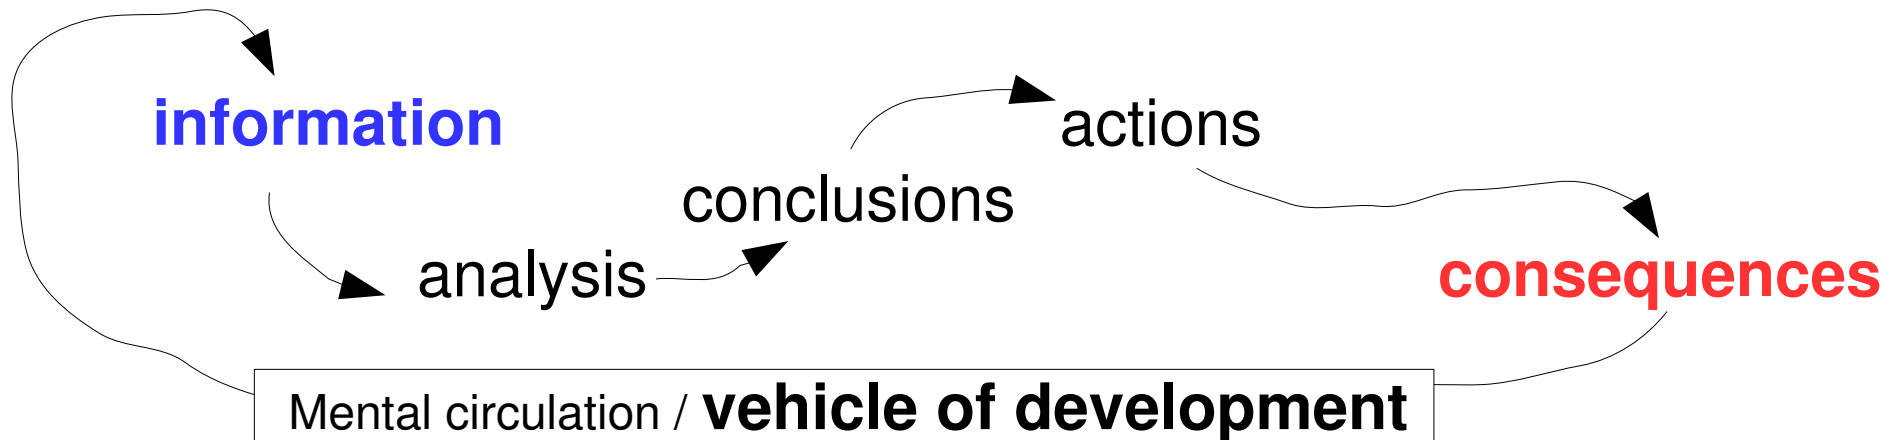 information
analysis
conclusions
actions
consequences
Mental circulation / vehicle of development